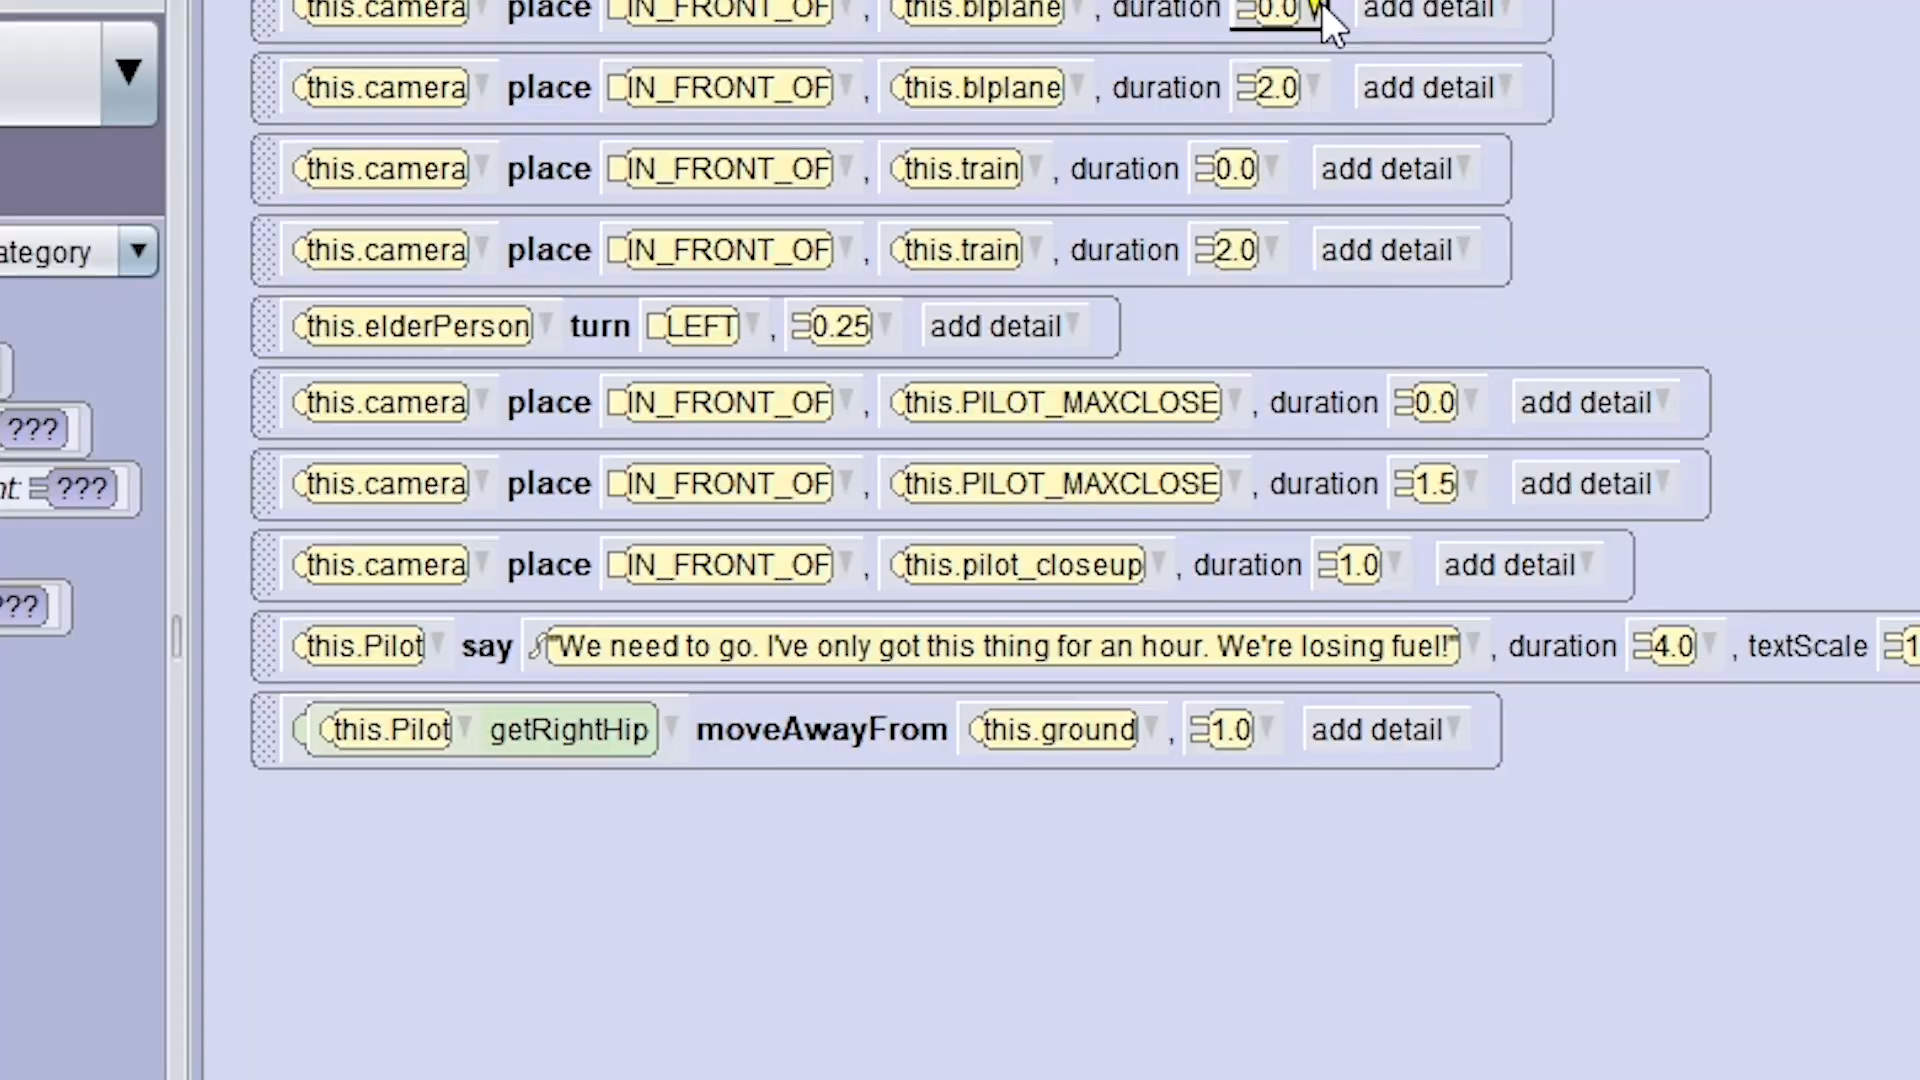 this.camera place IN_FRONT_OF , this.biplane , duration 0.0 add detail
this.camera place IN_FRONT_OF , this.biplane , duration 2.0 add detail
this.camera place IN_FRONT_OF , this.train , duration 0.0 add detail
ategory this.camera place IN_FRONT_OF , this.train , duration 2.0 add detail
this.elderPerson turn LEFT , 0.25 add detail
??? this.camera place IN_FRONT_OF , this.PILOT_MAXCLOSE , duration 0.0 add detail
nt: ??? this.camera place IN_FRONT_OF , this.PILOT_MAXCLOSE , duration 1.5 add detail
this.camera place IN_FRONT_OF , this.pilot_closeup , duration 1.0 add detail
??? this.Pilot say "We need to go. I've only got this thing for an hour. We're losing fuel!" , duration 4.0 , textScale 1
this.Pilot getRightHip moveAwayFrom this.ground , 1.0 add detail